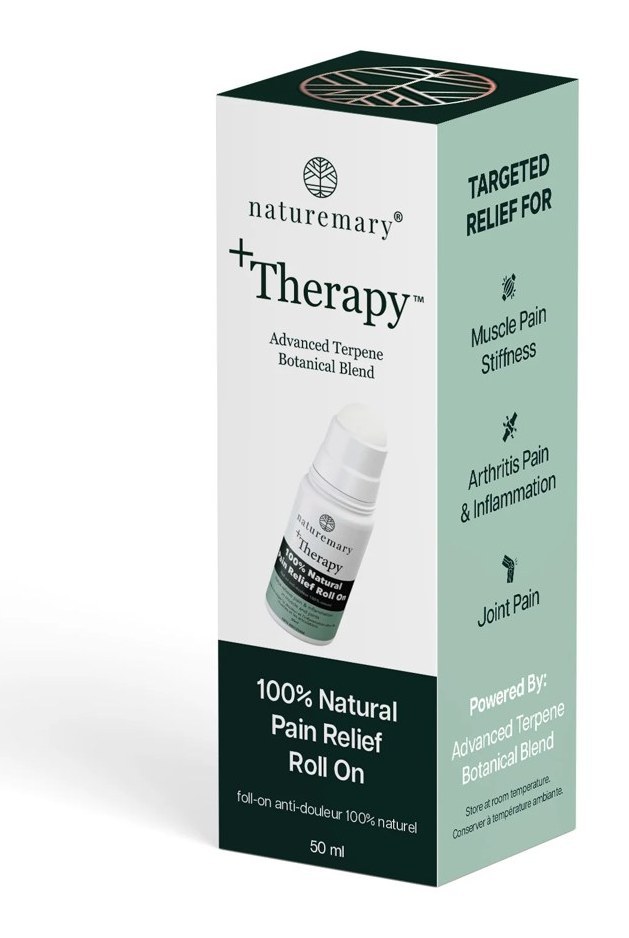 naturemary®
+Therapy™
Advanced Terpene
Botanical Blend
naturemary
+Therapy
100% Natural
Pain Relief Roll On
100% Natural
Pain Relief
Roll On
foll-on anti-douleur 100% naturel
50 ml
TARGETED
RELIEF FOR
Muscle Pain
Stiffness
Arthritis Pain
& Inflammation
Joint Pain
Powered By:
Advanced Terpene
Botanical Blend
Store at room temperature.
Conserver à température ambiante.